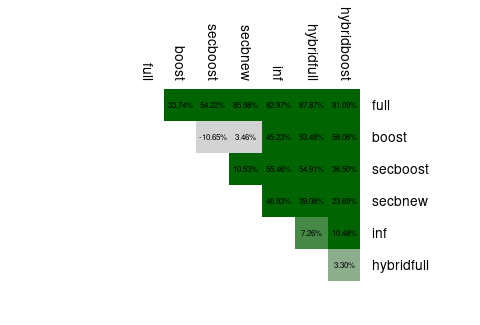 full boost secboost secbnew inf hybridfull hybridboost
33.74% 54.22% 85.98% 82.97% 87.87% 91.09% full
-10.65% 3.46% 45.23% 53.48% 58.06% boost
10.53% 55.46% 54.91% 36.50% secboost
46.93% 39.08% 23.69% secbnew
7.26% 10.48% inf
3.30% hybridfull